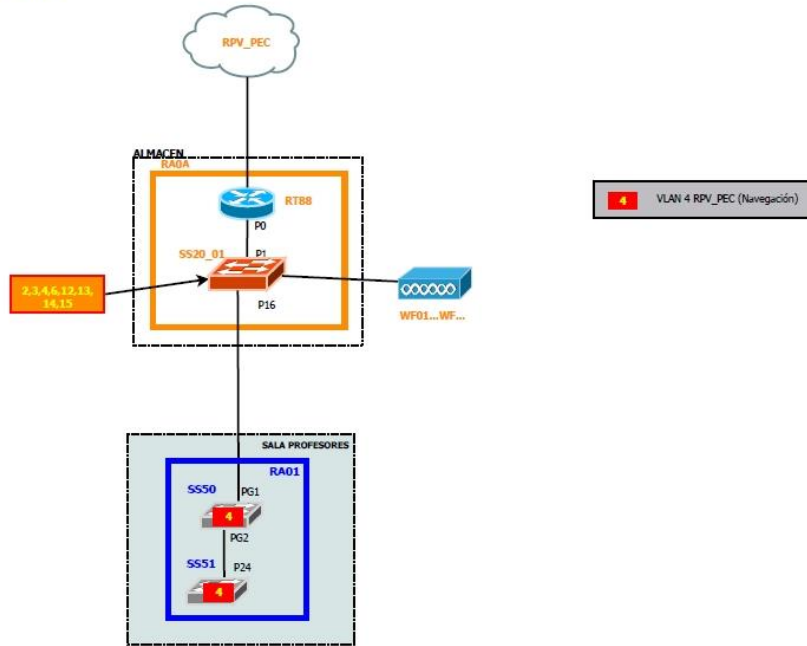 RPV_PEC
ALMACEN
RA0A
RT88
P0
SS20_01
P1
P16
2,3,4,6,12,13,
14,15
WF01...WF...
4
VLAN 4 RPV_PEC (Navegación)
SALA PROFESORES
RA01
SS50
PG1
4
PG2
SS51
P24
4